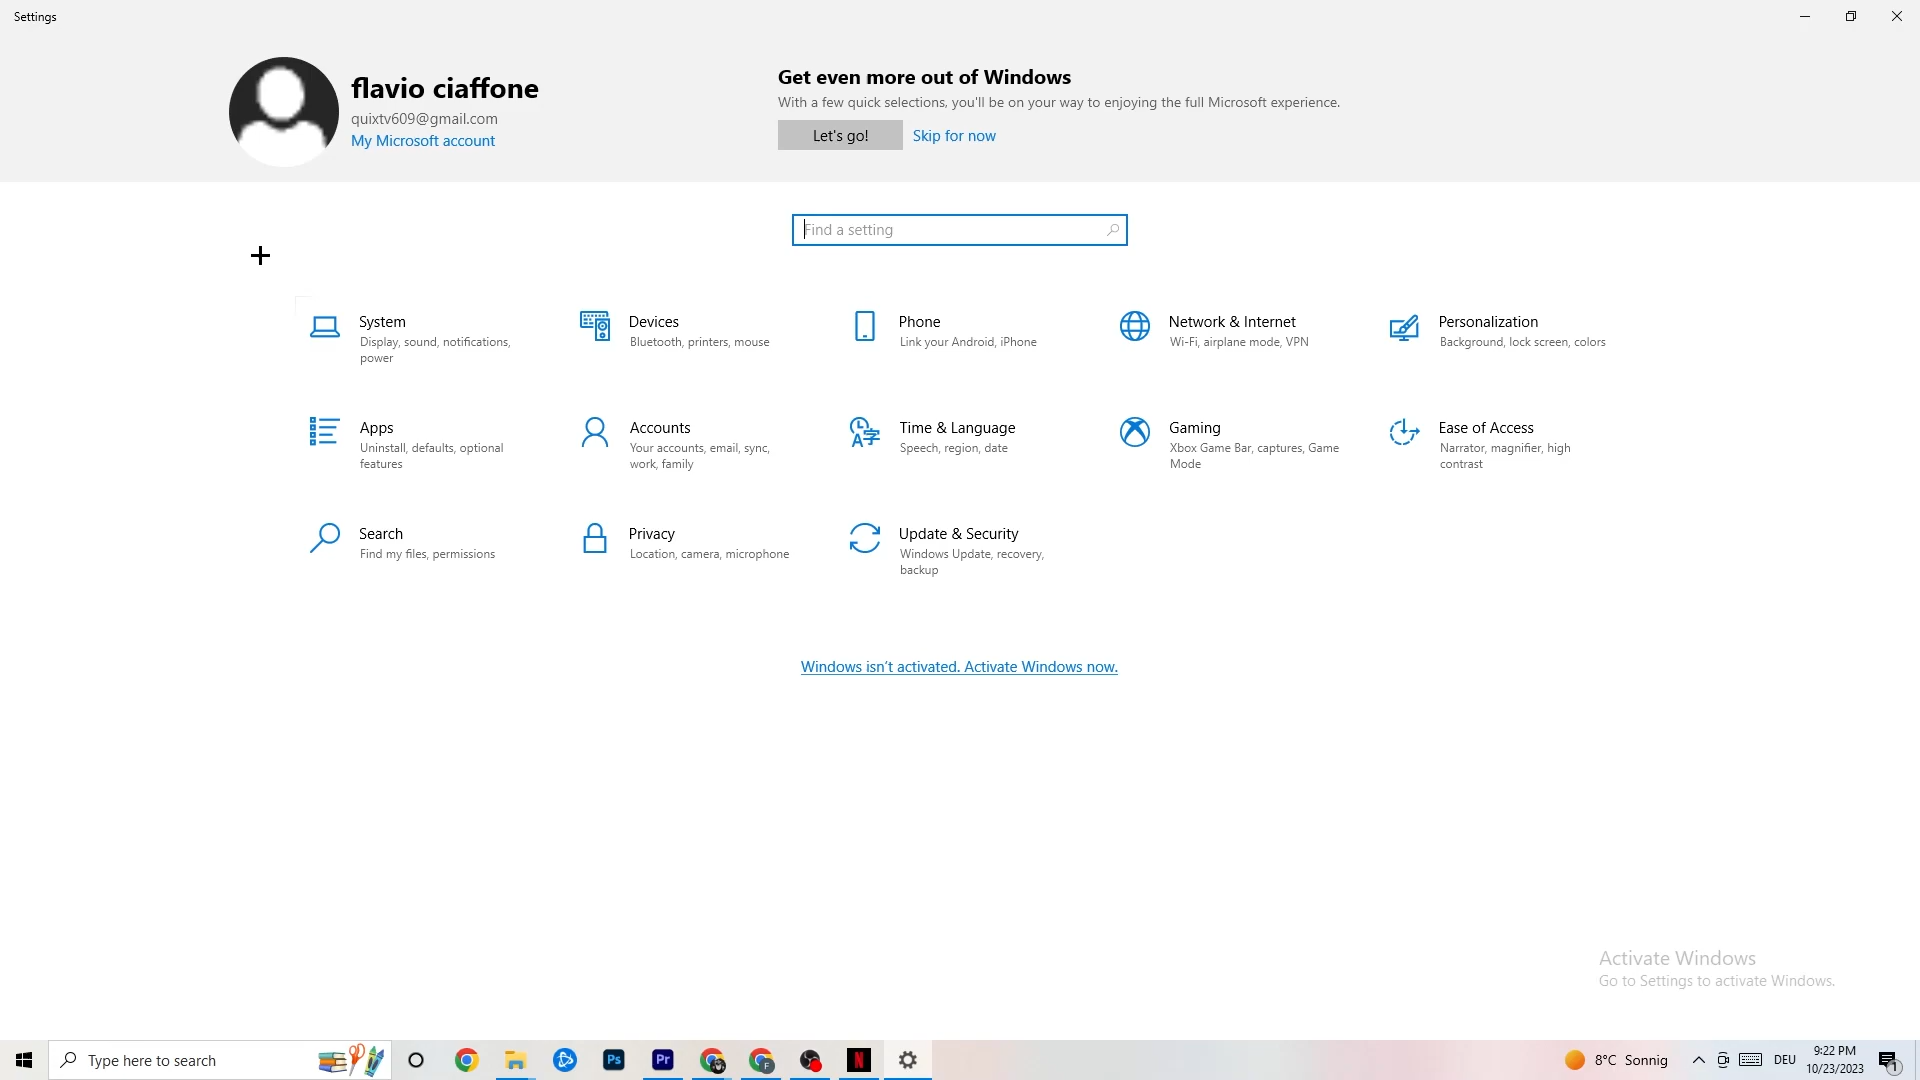 Settings
flavio ciaffone
quixtv609@gmail.com
My Microsoft account
Get even more out of Windows
With a few quick selections, you'll be on your way to enjoying the full Microsoft experience.
Let's go!
Skip for now
Find a setting
System
Display, sound, notifications,
power
Devices
Bluetooth, printers, mouse
Phone
Link your Android, iPhone
Network & Internet
Wi-Fi, airplane mode, VPN
Personalization
Background, lock screen, colors
Apps
Uninstall, defaults, optional
features
Accounts
Your accounts, email, sync,
work, family
Time & Language
Speech, region, date
Gaming
Xbox Game Bar, captures, Game
Mode
Ease of Access
Narrator, magnifier, high
contrast
Search
Find my files, permissions
Privacy
Location, camera, microphone
Update & Security
Windows Update, recovery,
backup
Windows isn't activated. Activate Windows now.
Activate Windows
Go to Settings to activate Windows.
Type here to search
Ps
Pr
F
N
8°C Sonnig
DEU
9:22 PM
10/23/2023
1